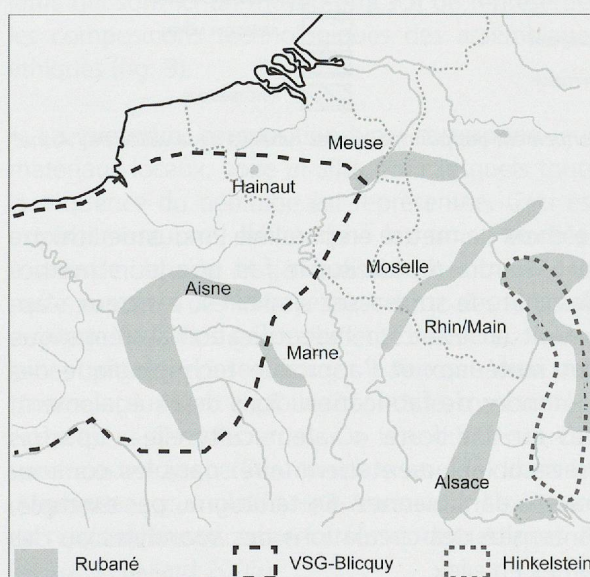 Meuse
Hainaut
Moselle
Aisne
Rhin/Main
Marne
Alsace
Rubané VSG-Blicquy Hinkelstein